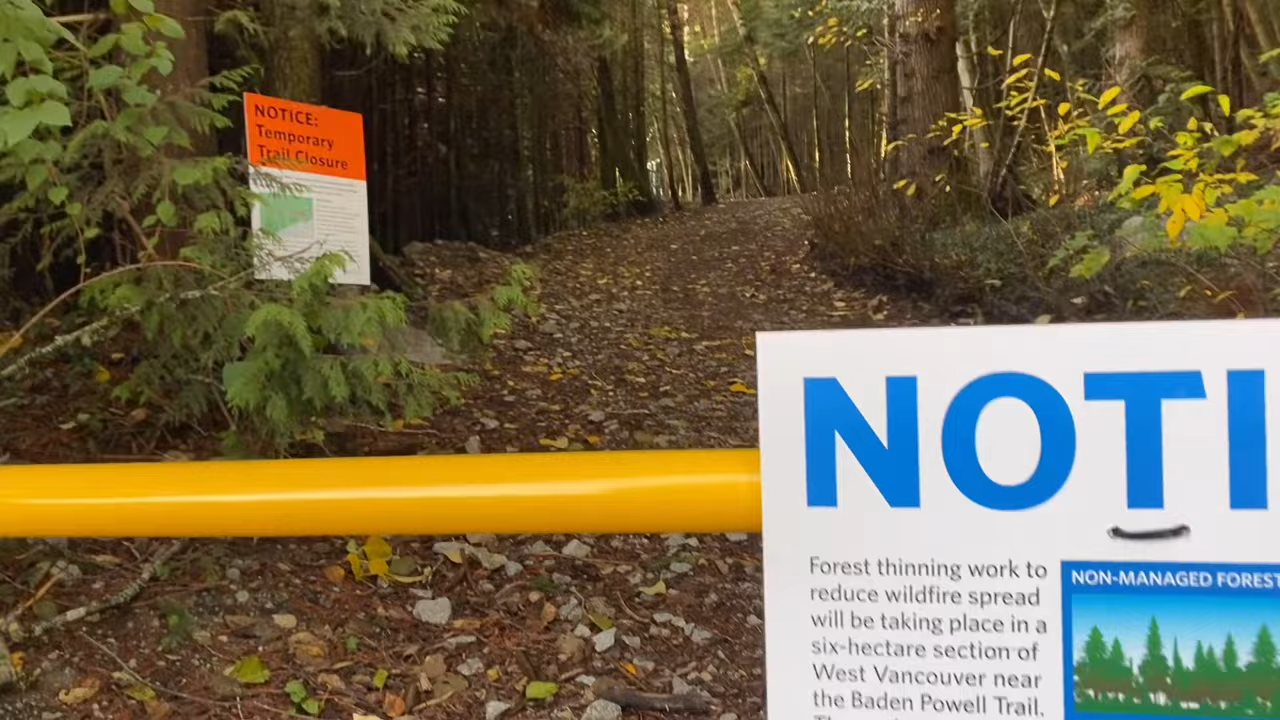 NOTICE:
Temporary
Trail Closure
NOTI
Forest thinning work to
reduce wildfire spread
will be taking place in a
six-hectare section of
West Vancouver near
the Baden Powell Trail.
NON-MANAGED FOREST